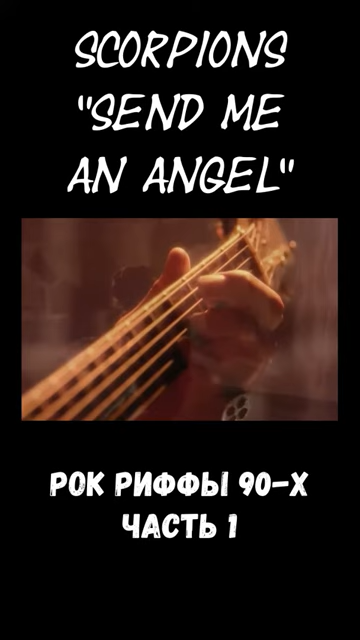 SCORPIONS
"SEND ME
AN ANGEL"
РОК РИФФЫ 90-Х
ЧАСТЬ 1